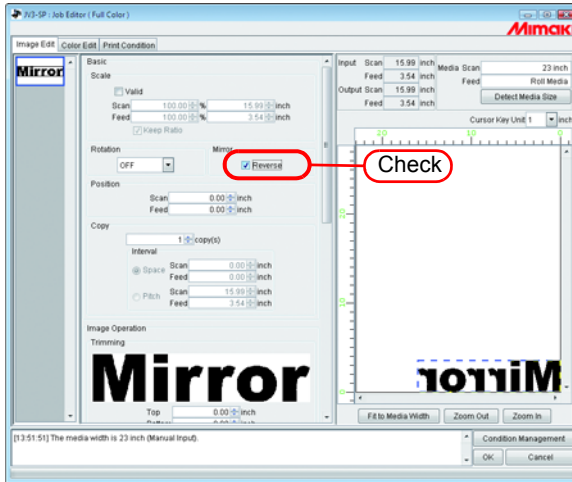 JV3-SP : Job Editor ( Full Color )
Mimaki
Image Edit Color Edit Print Condition
Mirror
Basic
Scale
Valid
Scan 100.00 % 15.99 inch
Feed 100.00 % 3.54 inch
Keep Ratio
Rotation
OFF
Mirror
Reverse
Check
Position
Scan 0.00 inch
Feed 0.00 inch
Copy
1 copy(s)
Interval
Space
Scan 0.00 inch
Feed 0.00 inch
Pitch
Scan 15.99 inch
Feed 3.54 inch
Image Operation
Trimming
Mirror
Top 0.00 inch
Input Scan 15.99 inch
Feed 3.54 inch
Output Scan 15.99 inch
Feed 3.54 inch
Media Scan 23 inch
Feed Roll Media
Detect Media Size
Cursor Key Unit 1 inch
20 10 0
20
10
0
Mirror
Fit to Media Width Zoom Out Zoom In
[13:51:51] The media width is 23 inch (Manual Input).
Condition Management
OK Cancel